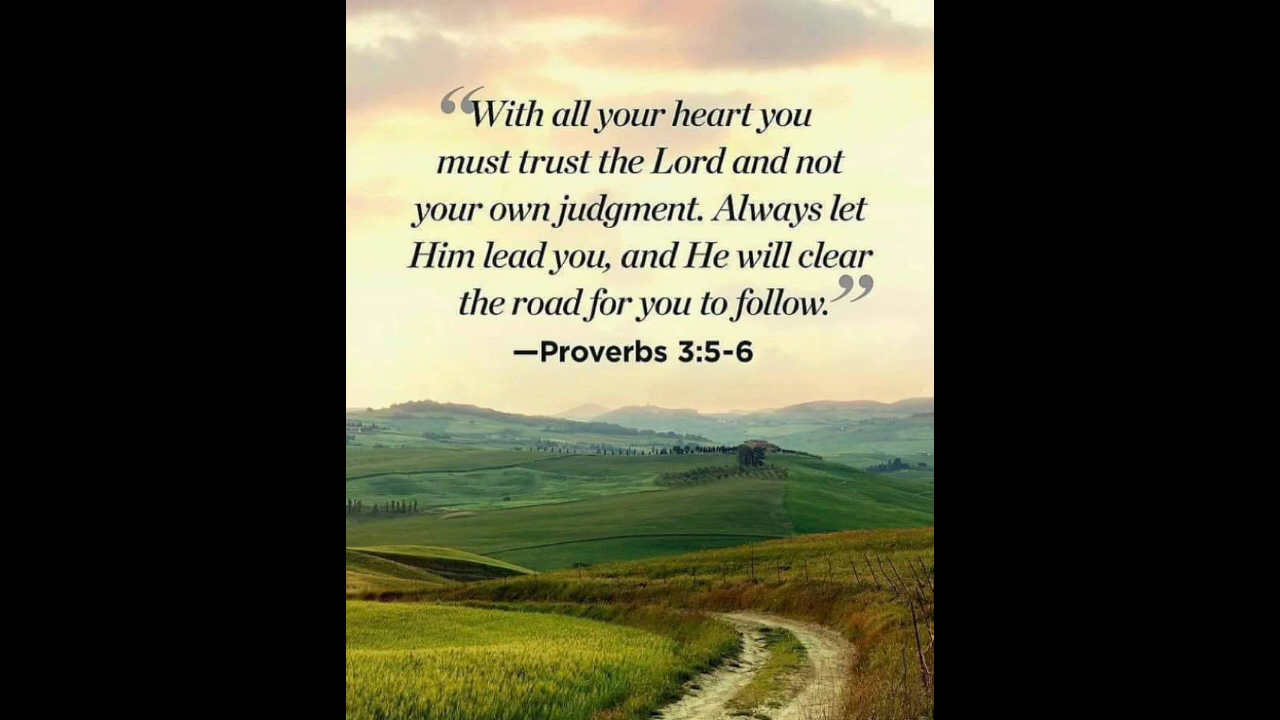 “With all your heart you
must trust the Lord and not
your own judgment. Always let
Him lead you, and He will clear
the road for you to follow.”
—Proverbs 3:5-6